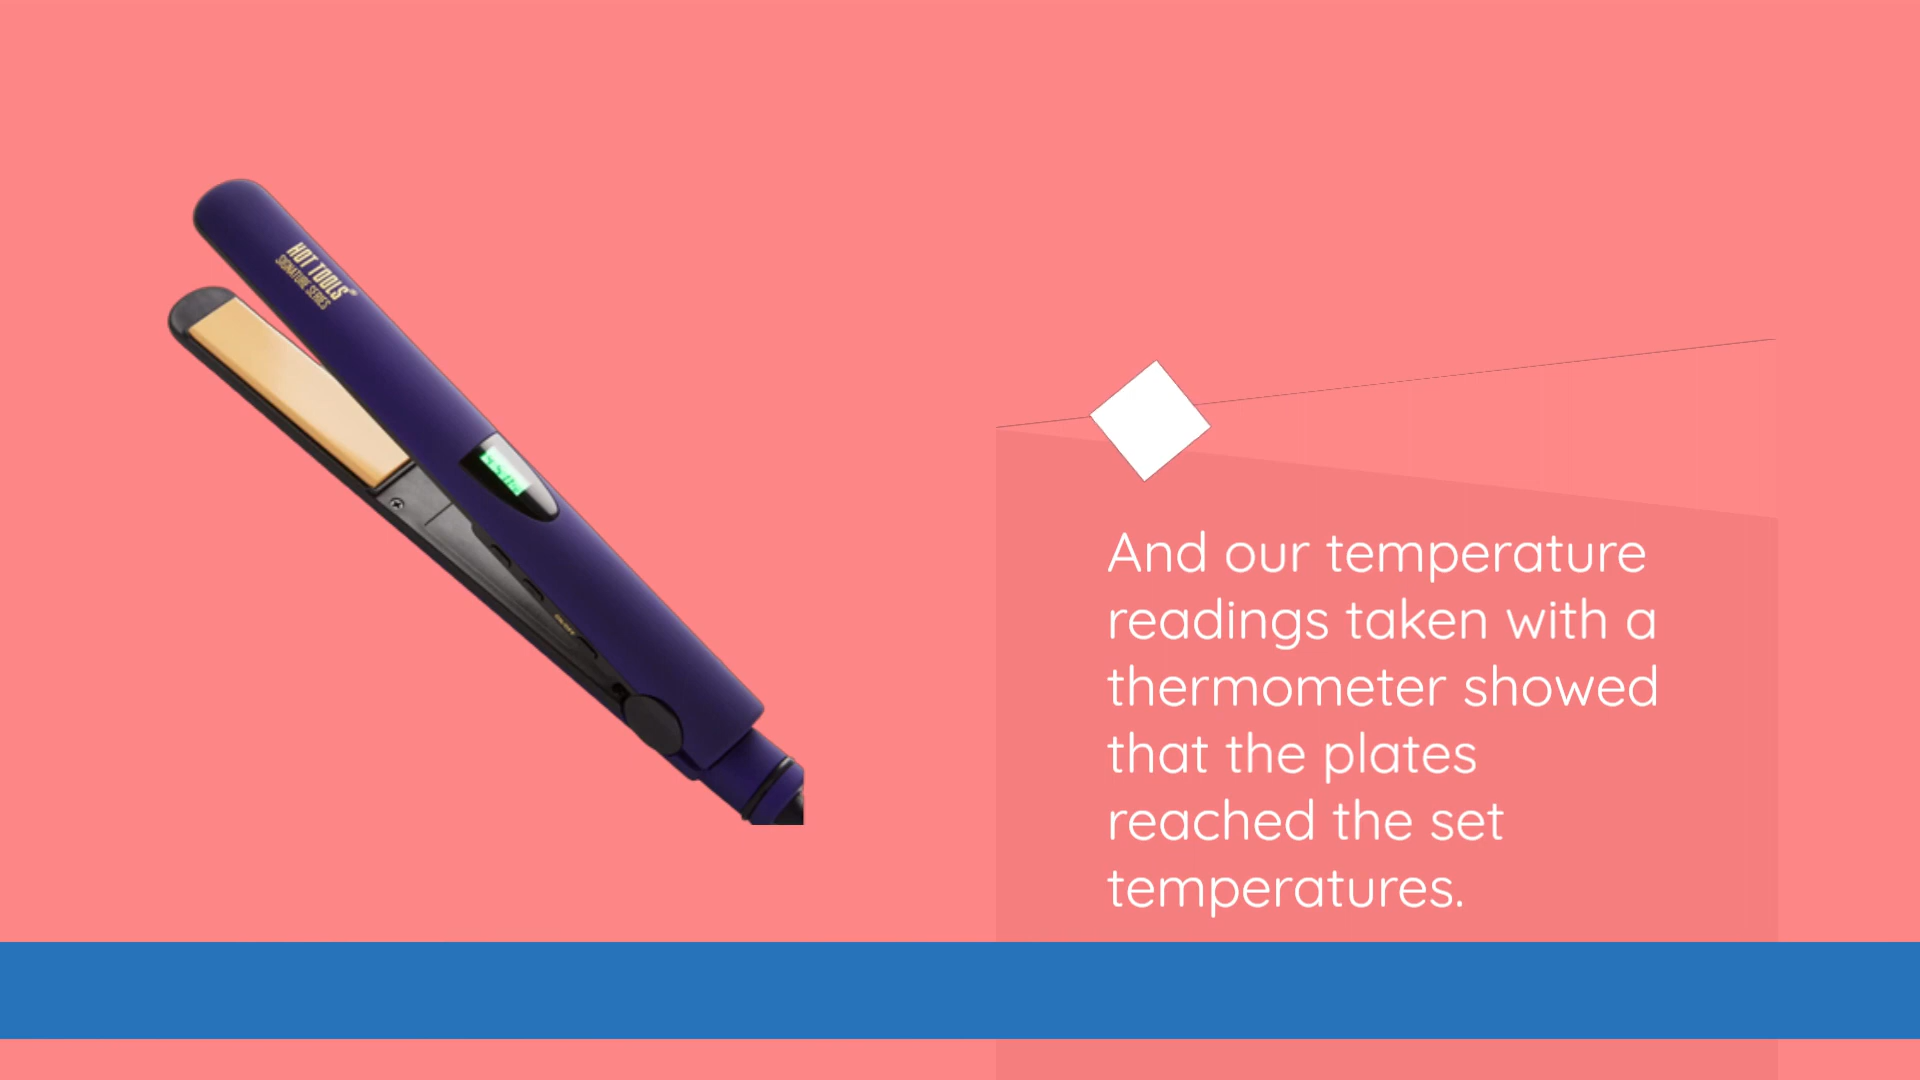 HOT TOOLS®
SIGNATURE SERIES
And our temperature
readings taken with a
thermometer showed
that the plates
reached the set
temperatures.